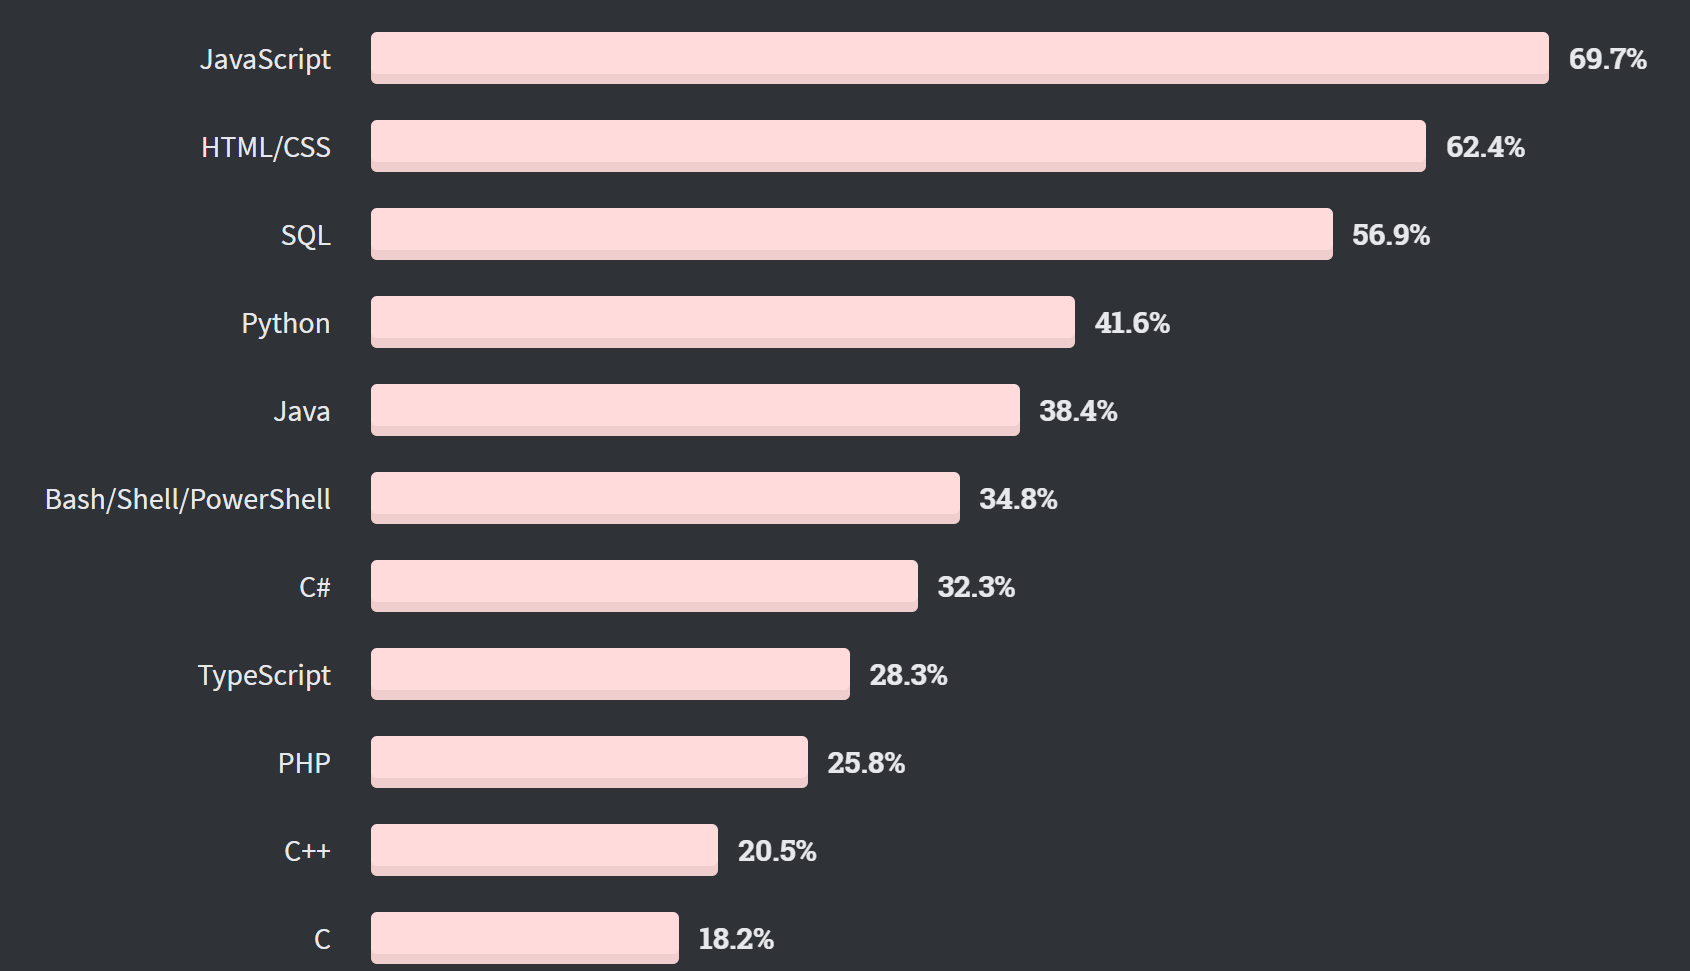 JavaScript 69.7%
HTML/CSS 62.4%
SQL 56.9%
Python 41.6%
Java 38.4%
Bash/Shell/PowerShell 34.8%
C# 32.3%
TypeScript 28.3%
PHP 25.8%
C++ 20.5%
C 18.2%